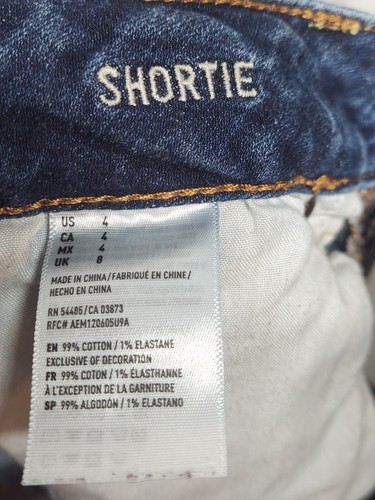 SHORTIE
US 4
CA 4
MX 4
UK 8
MADE IN CHINA/FABRIQUÉ EN CHINE/
HECHO EN CHINA
RN 54485/CA 03873
RFC# AEM120605U9A
EN 99% COTTON / 1% ELASTANE
EXCLUSIVE OF DECORATION
FR 99% COTON / 1% ÉLASTHANNE
À L'EXCEPTION DE LA GARNITURE
SP 99% ALGODÓN / 1% ELASTANO